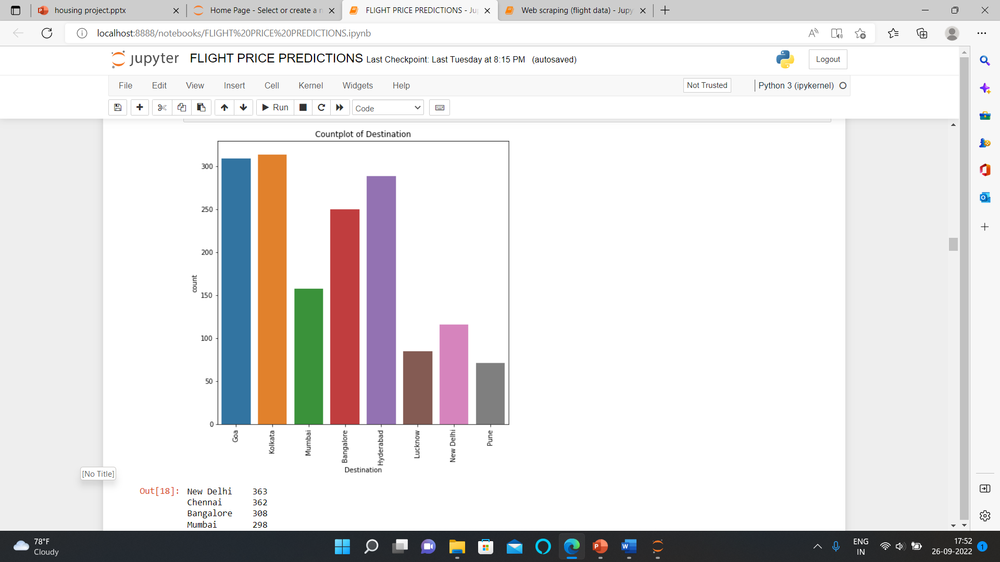 housing project.pptx
Home Page - Select or create a n
FLIGHT PRICE PREDICTIONS - Ju
Web scraping (flight data) - Jupy
localhost:8888/notebooks/FLIGHT%20PRICE%20PREDICTIONS.ipynb
jupyter FLIGHT PRICE PREDICTIONS Last Checkpoint: Last Tuesday at 8:15 PM (autosaved)
Logout
File Edit View Insert Cell Kernel Widgets Help
Not Trusted
Python 3 (ipykernel)
Run
Code
Countplot of Destination
300
250
200
150
100
50
0
count
Goa
Kolkata
Mumbai
Bangalore
Hyderabad
Lucknow
New Delhi
Pune
Destination
[No Title]
Out[18]: New Delhi 363
Chennai 362
Bangalore 308
Mumbai 298
78°F
Cloudy
ENG
IN
17:52
26-09-2022
1